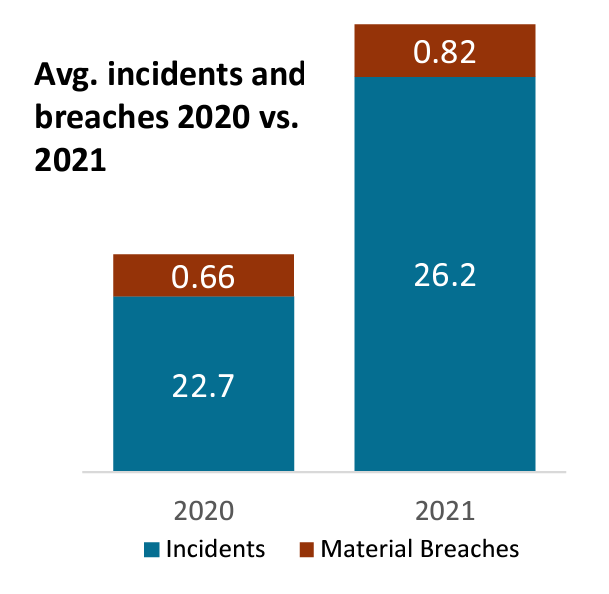 Avg. incidents and
breaches 2020 vs.
2021
0.82
26.2
0.66
22.7
2020 2021
Incidents Material Breaches